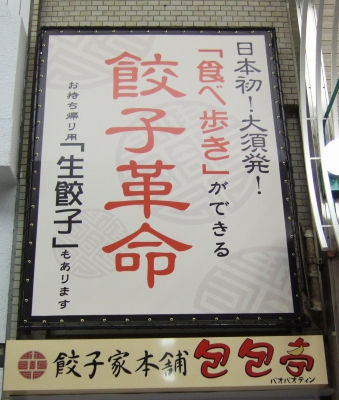 日本初!大須発!
「食べ歩き」ができる
餃子革命
お持ち帰り用「生餃子」もあります
餃子家本舗 包包亭
パオパオティン